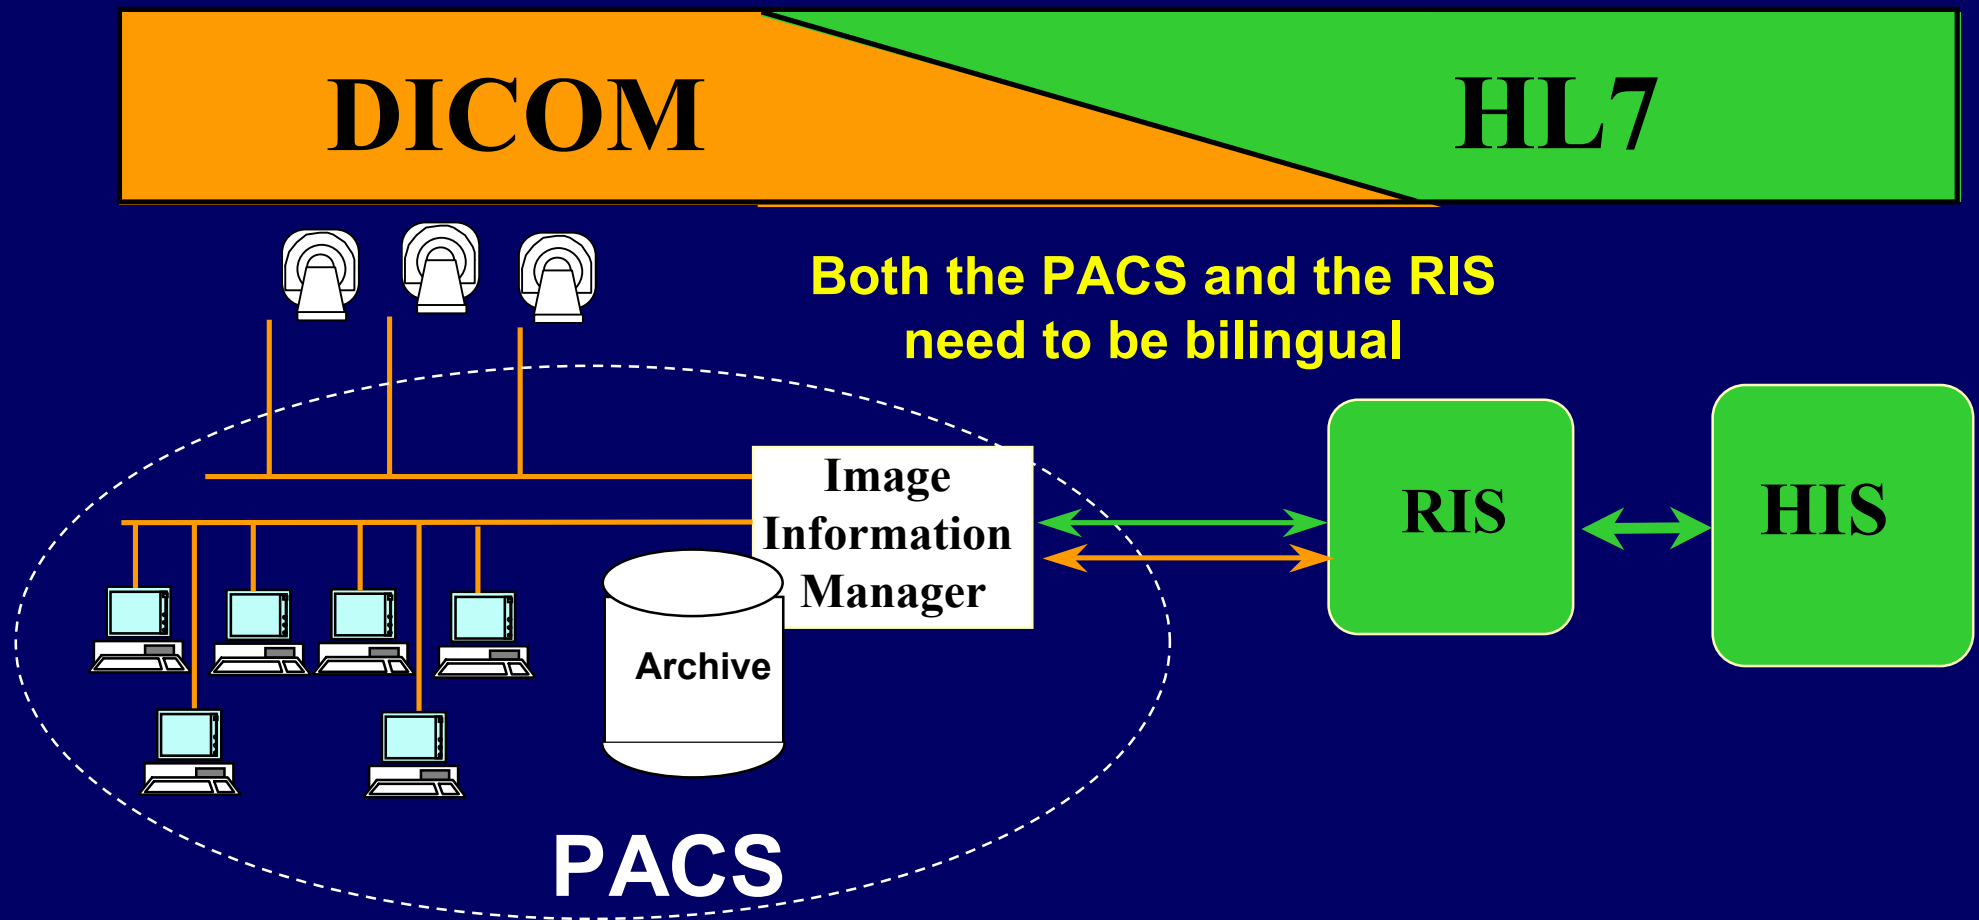 DICOM
HL7
Both the PACS and the RIS
need to be bilingual
Image
Information
Manager
RIS
HIS
Archive
PACS